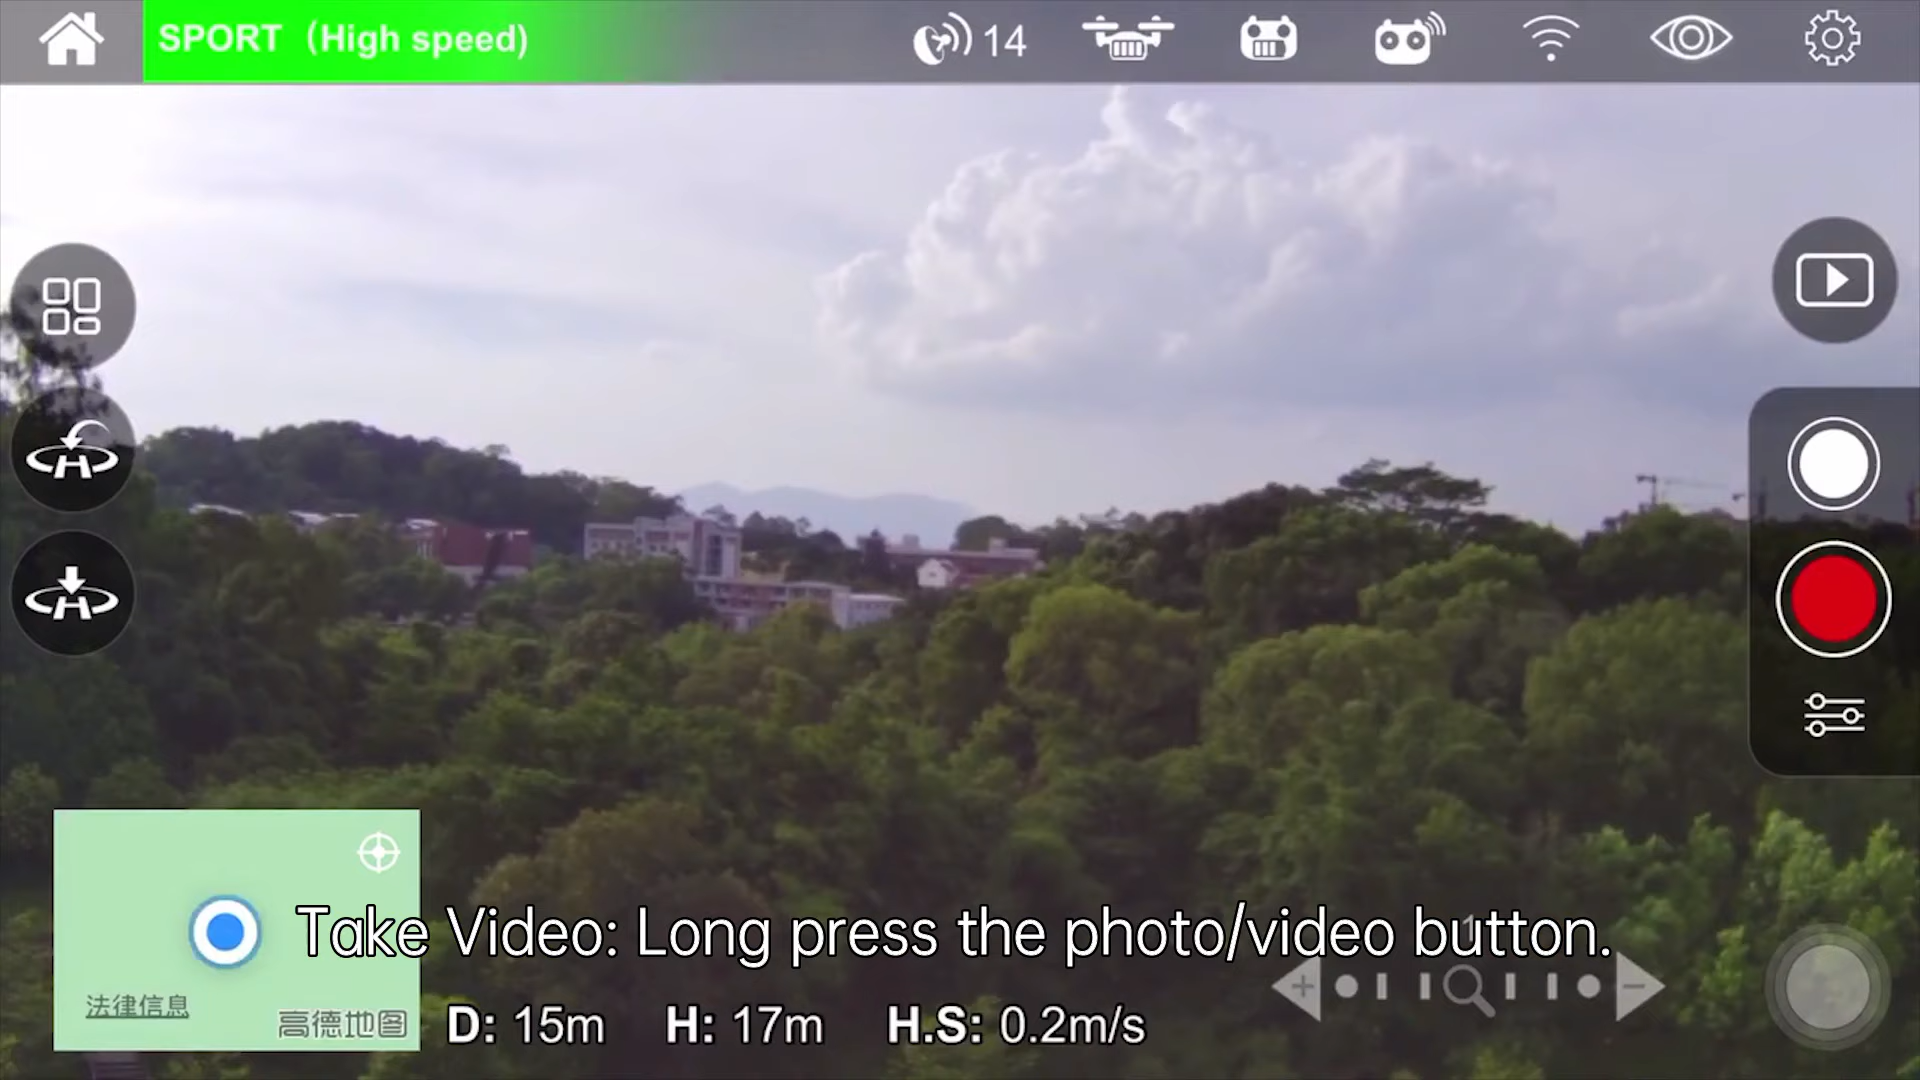 SPORT（High speed)
14
1
Take Video: Long press the photo/video button.
法律信息
高德地图
D: 15m H: 17m H.S: 0.2m/s